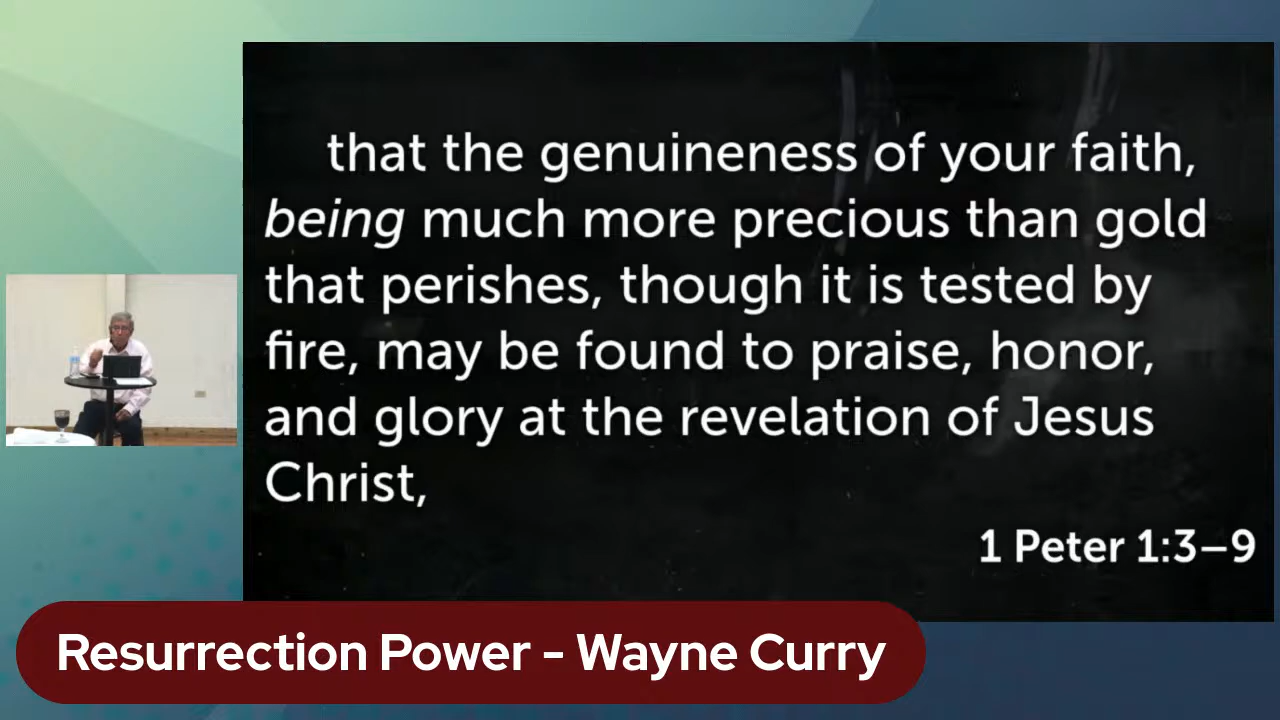 that the genuineness of your faith,
being much more precious than gold
that perishes, though it is tested by
fire, may be found to praise, honor,
and glory at the revelation of Jesus
Christ,
1 Peter 1:3–9
Resurrection Power - Wayne Curry